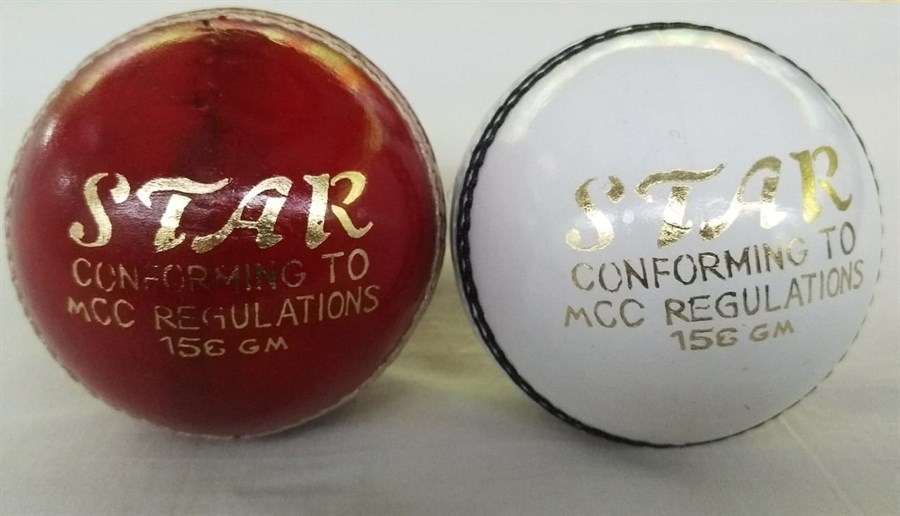 STAR
CONFORMING TO
MCC REGULATIONS
156 GM
STAR
CONFORMING TO
MCC REGULATIONS
156 GM